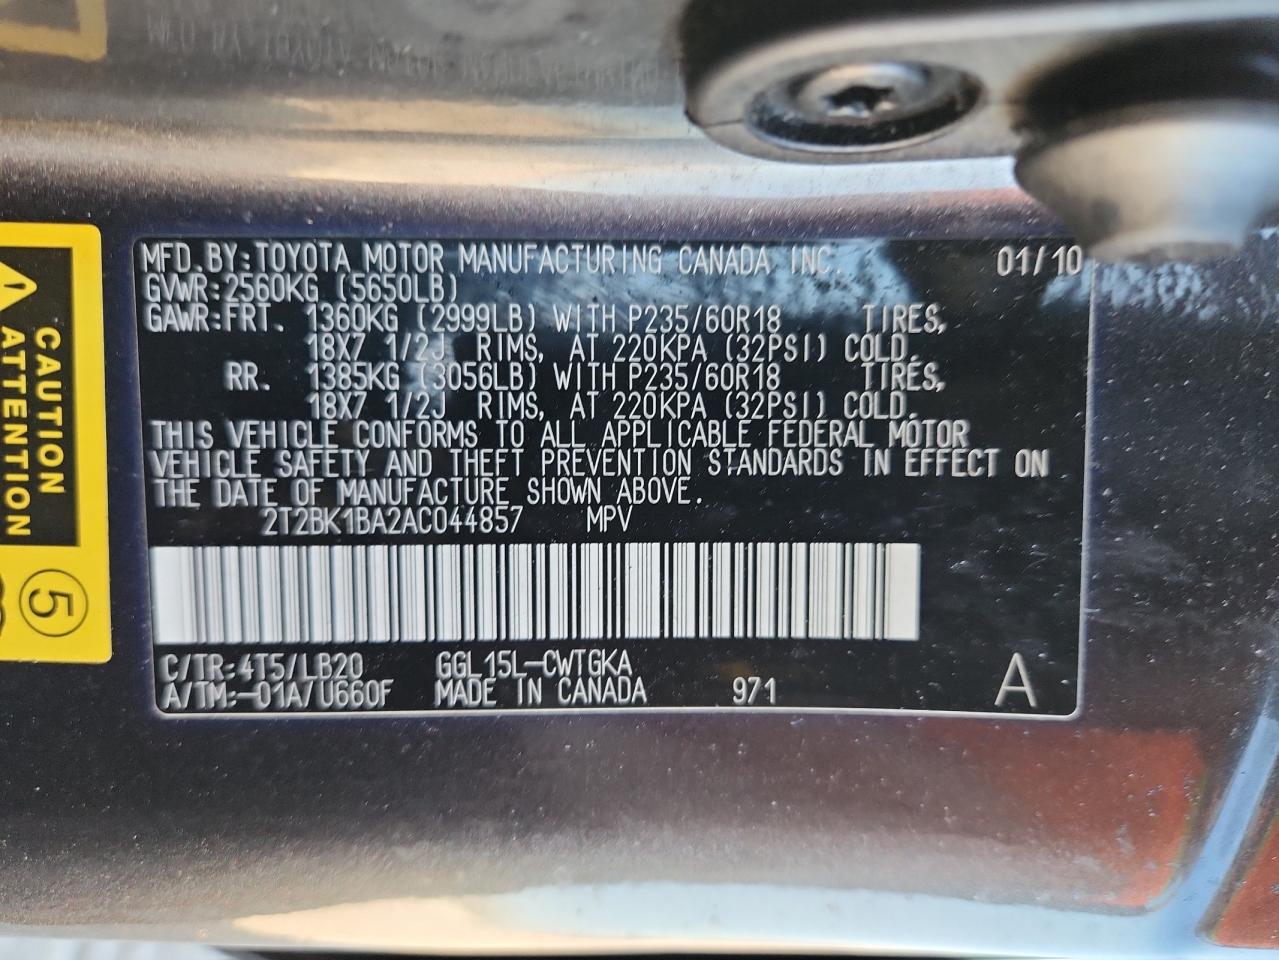 MFD.BY:TOYOTA MOTOR MANUFACTURING CANADA INC. 01/10
GVWR:2560KG (5650LB)
GAWR:FRT. 1360KG (2999LB) WITH P235/60R18 TIRES,
18X7 1/2J RIMS, AT 220KPA (32PSI) COLD.
RR. 1385KG (3056LB) WITH P235/60R18 TIRES,
18X7 1/2J RIMS, AT 220KPA (32PSI) COLD.
THIS VEHICLE CONFORMS TO ALL APPLICABLE FEDERAL MOTOR
VEHICLE SAFETY AND THEFT PREVENTION STANDARDS IN EFFECT ON
THE DATE OF MANUFACTURE SHOWN ABOVE.
2T2BK1BA2AC044857 MPV
C/TR:4T5/LB20 GGL15L-CWTGKA
A/TM:-01A/U660F MADE IN CANADA 971 A
CAUTION
ATTENTION
5